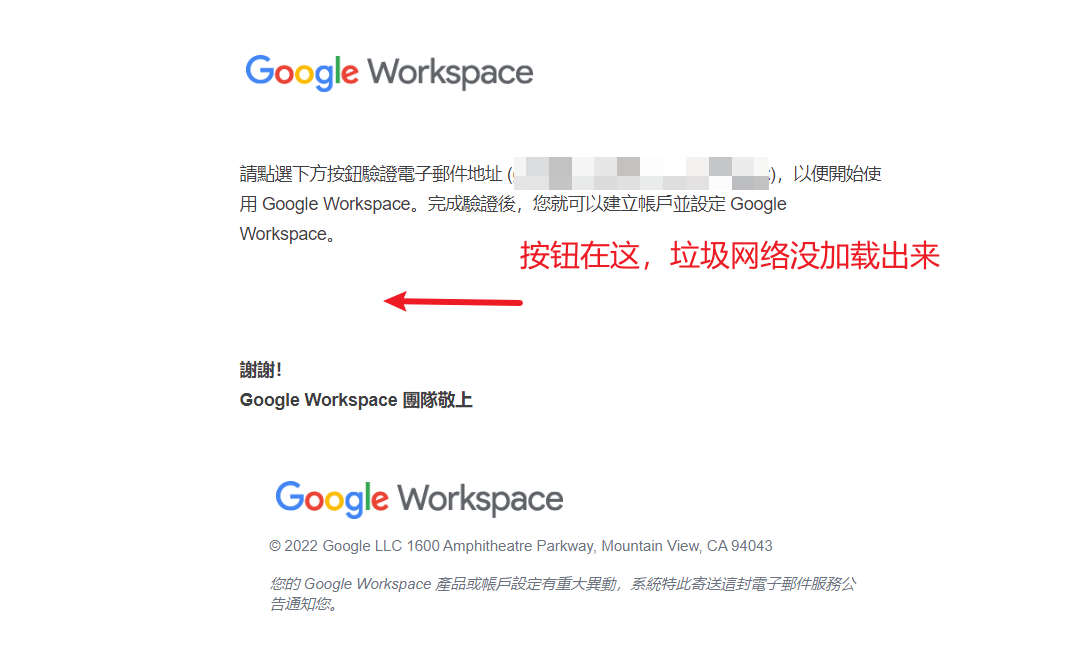 Google Workspace
請點選下方按鈕驗證電子郵件地址 ( ), 以便開始使
用 Google Workspace。完成驗證後，您就可以建立帳戶並設定 Google
Workspace。
按钮在这，垃圾网络没加载出来
謝謝！
Google Workspace 團隊敬上
Google Workspace
© 2022 Google LLC 1600 Amphitheatre Parkway, Mountain View, CA 94043
您的 Google Workspace 產品或帳戶設定有重大異動，系統特此寄送這封電子郵件服務公
告通知您。